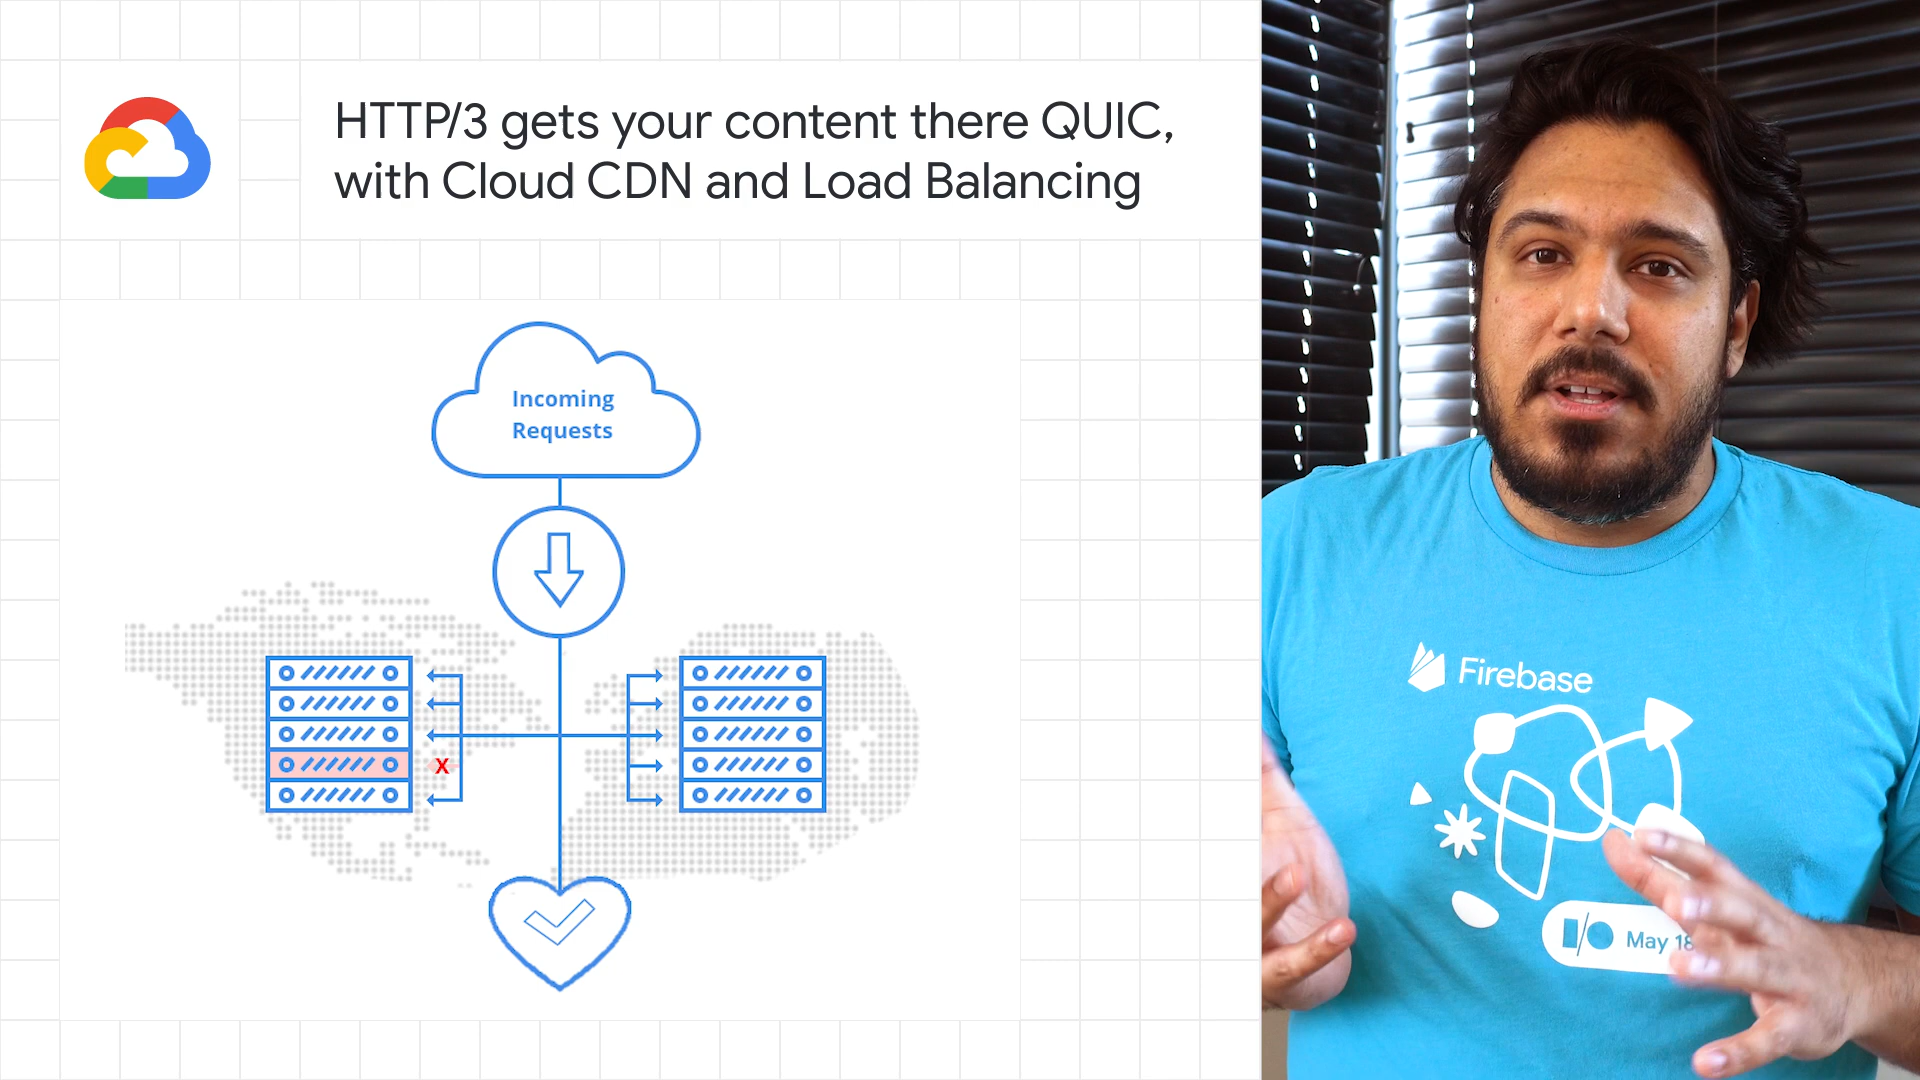 HTTP/3 gets your content there QUIC,
with Cloud CDN and Load Balancing
Incoming
Requests
X
Firebase
I/O
May 18